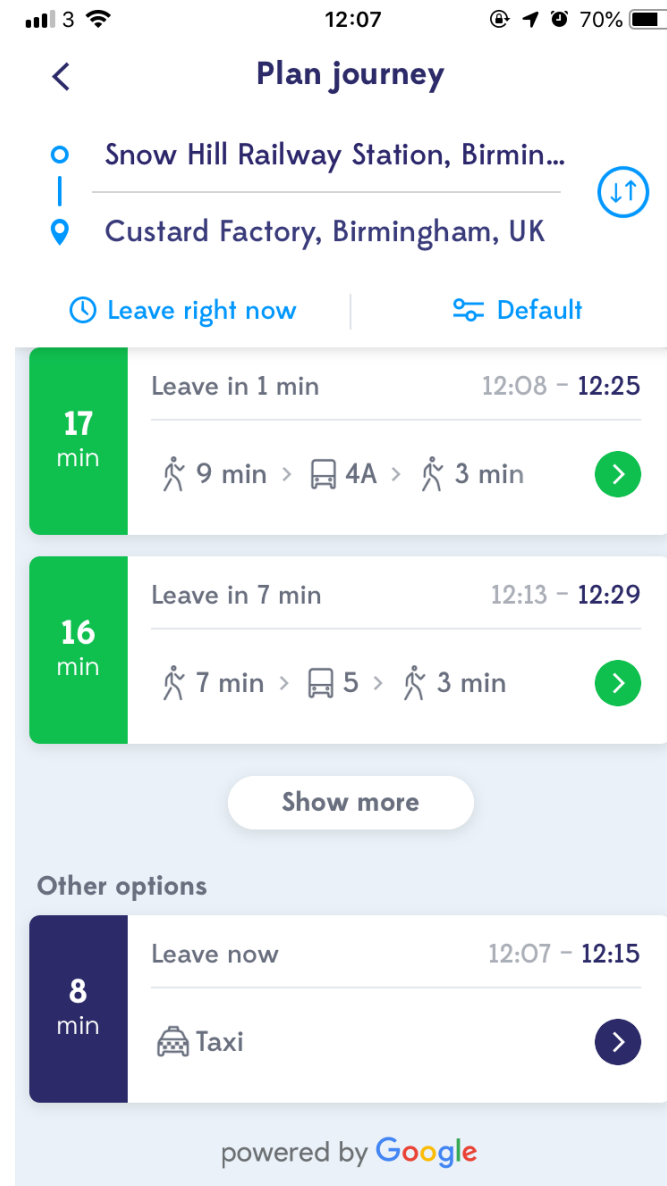 3 12:07 70%
Plan journey
Snow Hill Railway Station, Birmin...
Custard Factory, Birmingham, UK
Leave right now Default
17 min
Leave in 1 min 12:08 – 12:25
9 min > 4A > 3 min
16 min
Leave in 7 min 12:13 – 12:29
7 min > 5 > 3 min
Show more
Other options
8 min
Leave now 12:07 – 12:15
Taxi
powered by Google